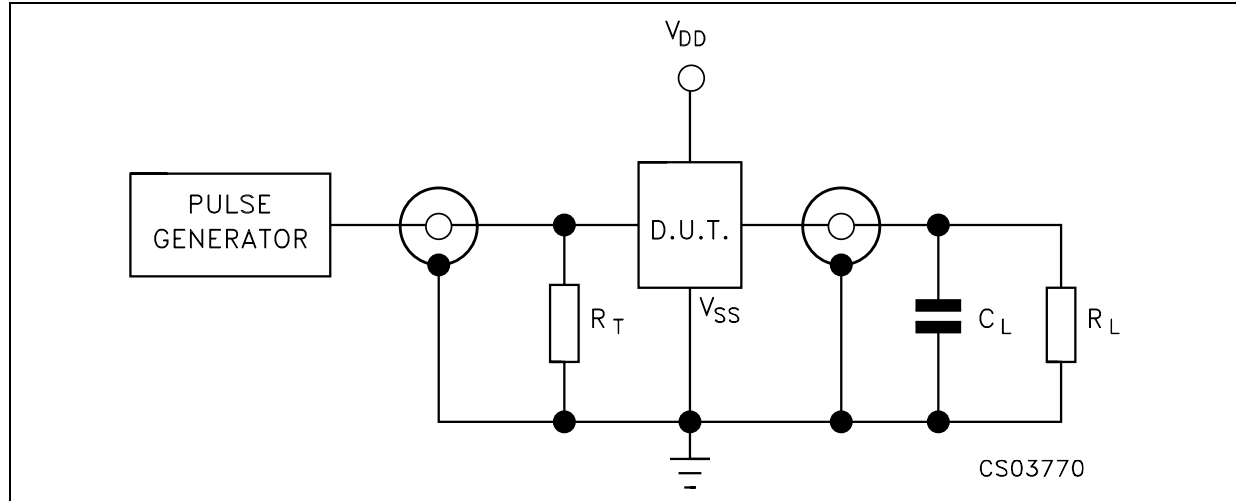 VDD
PULSE
GENERATOR
D.U.T.
VSS
RT
CL
RL
CS03770